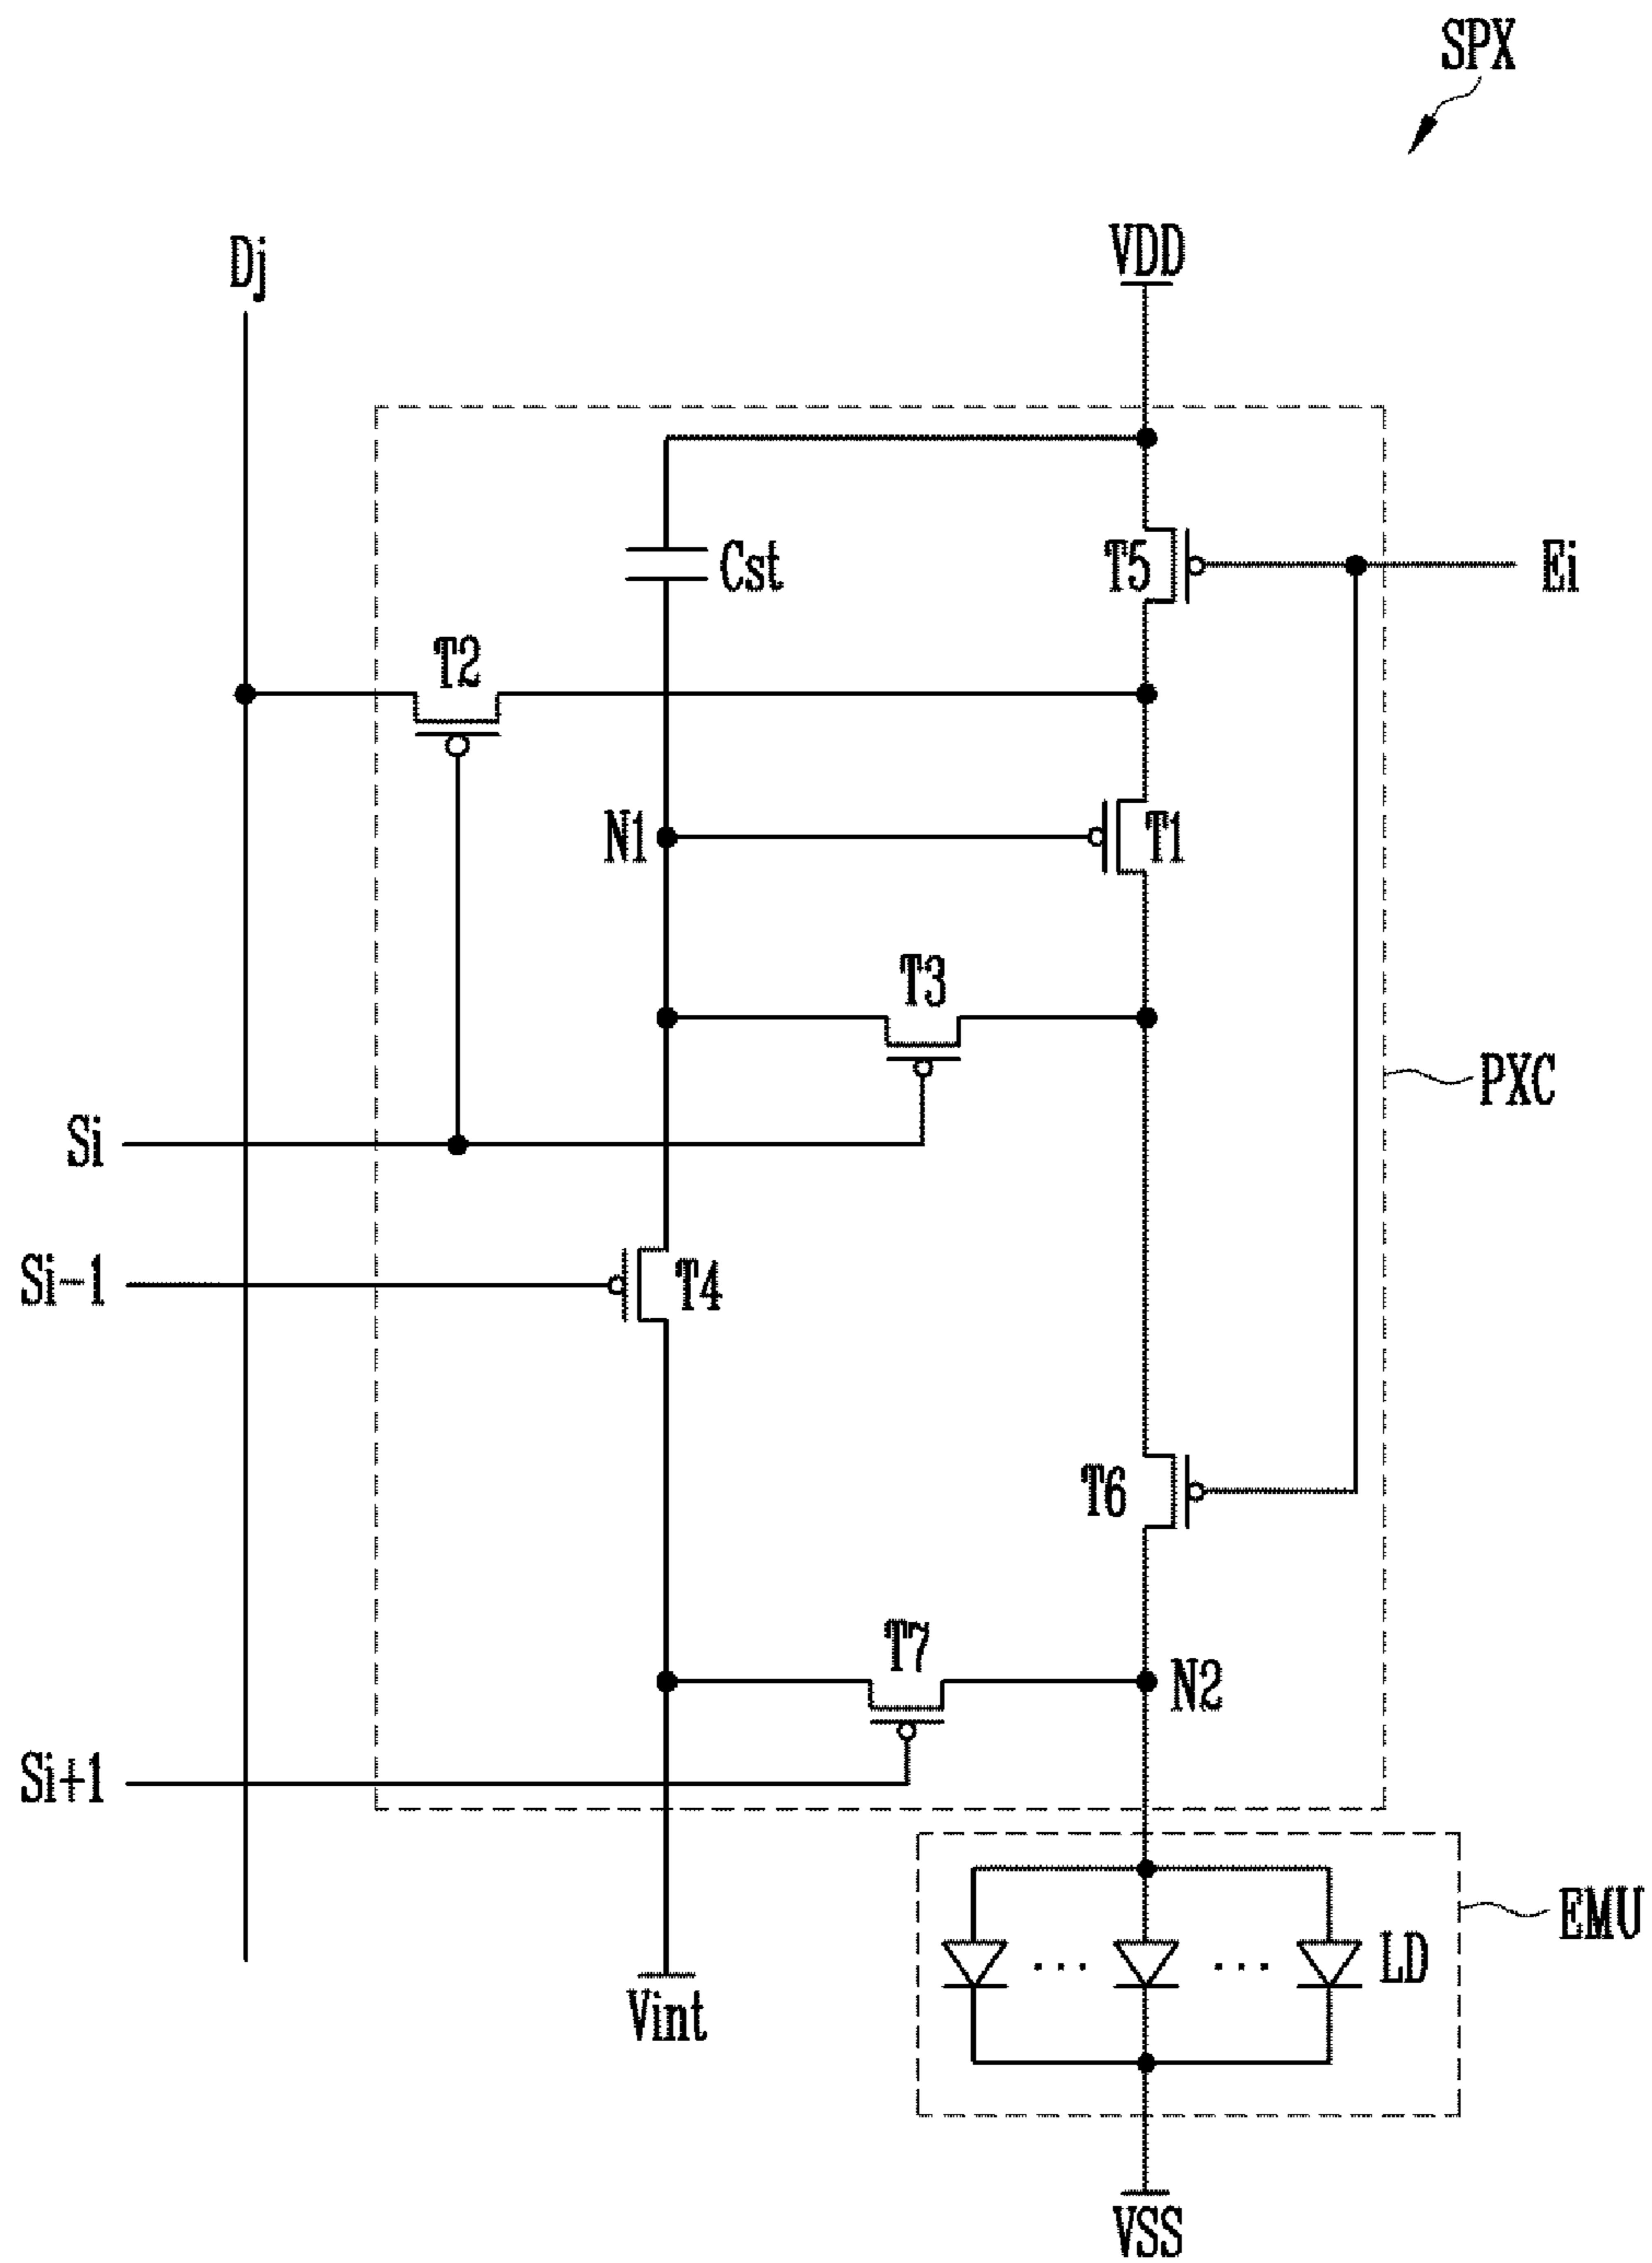 SPX
Dj
VDD
Cst
T5
Ei
T2
N1
T1
T3
PXC
Si
Si-1
T4
T6
T7
N2
Si+1
EMU
LD
Vint
VSS